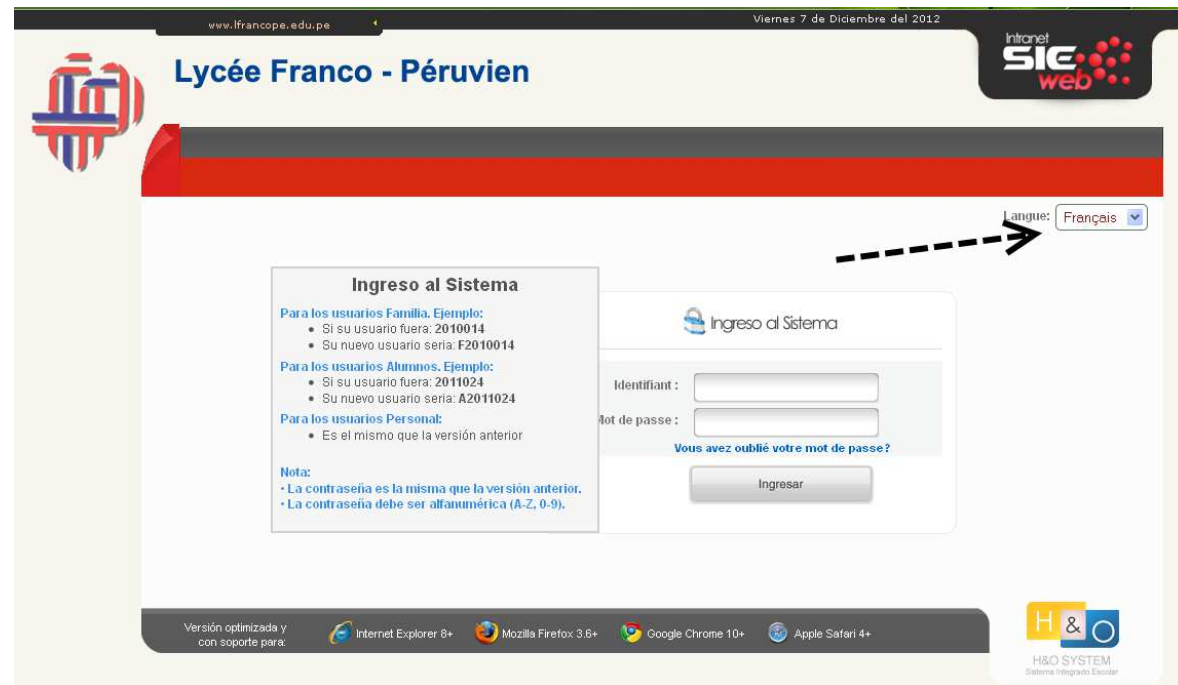 www.lfrancope.edu.pe
Viernes 7 de Diciembre del 2012
Intranet
SIE
web
Lycée Franco - Péruvien
Langue: Français
Ingreso al Sistema
Para los usuarios Familia. Ejemplo:
• Si su usuario fuera: 2010014
• Su nuevo usuario seria: F2010014
Para los usuarios Alumnos. Ejemplo:
• Si su usuario fuera: 2011024
• Su nuevo usuario seria: A2011024
Para los usuarios Personal:
• Es el mismo que la versión anterior
Nota:
· La contraseña es la misma que la versión anterior.
· La contraseña debe ser alfanumérica (A-Z, 0-9).
Ingreso al Sistema
Identifiant :
Mot de passe :
Vous avez oublié votre mot de passe?
Ingresar
Versión optimizada y
con soporte para:
Internet Explorer 8+
Mozilla Firefox 3.6+
Google Chrome 10+
Apple Safari 4+
H & O
H&O SYSTEM
Sistema Integrado Escolar